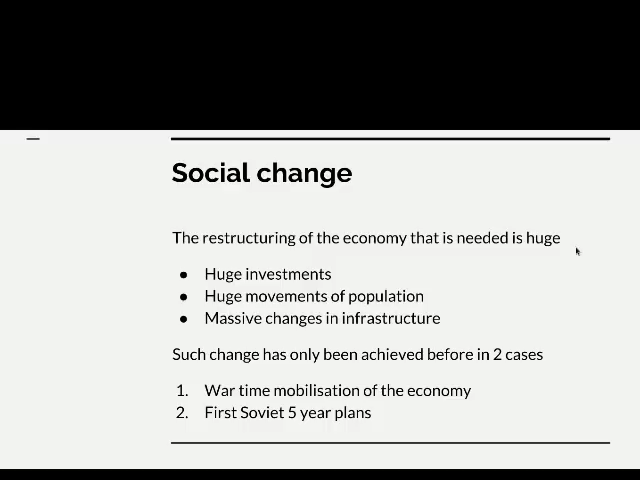 Social change
The restructuring of the economy that is needed is huge
● Huge investments
● Huge movements of population
● Massive changes in infrastructure
Such change has only been achieved before in 2 cases
1. War time mobilisation of the economy
2. First Soviet 5 year plans